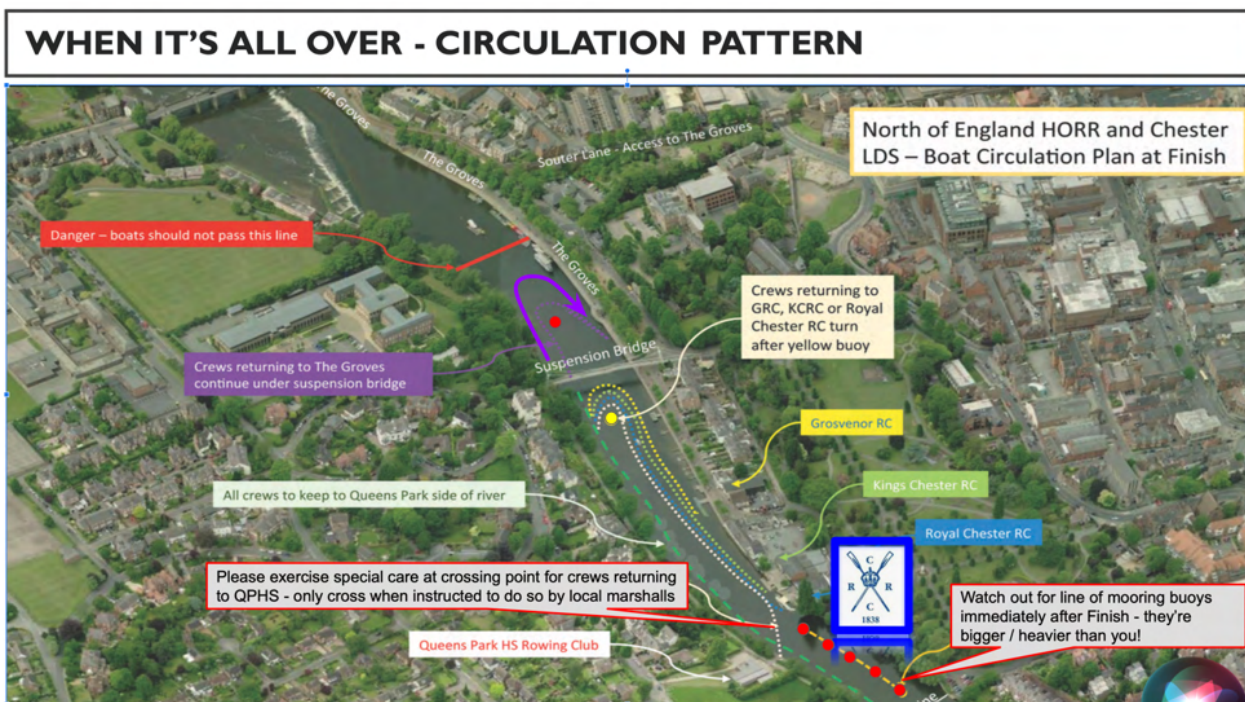 WHEN IT'S ALL OVER - CIRCULATION PATTERN
The Groves
The Groves
Souter Lane - Access to The Groves
North of England HORR and Chester
LDS – Boat Circulation Plan at Finish
Danger – boats should not pass this line
The Groves
Crews returning to
GRC, KCRC or Royal
Chester RC turn
after yellow buoy
Suspension Bridge
Crews returning to The Groves
continue under suspension bridge
Grosvenor RC
Kings Chester RC
All crews to keep to Queens Park side of river
Royal Chester RC
C
R R
C
1838
Please exercise special care at crossing point for crews returning
to QPHS - only cross when instructed to do so by local marshalls
Watch out for line of mooring buoys
immediately after Finish - they're
bigger / heavier than you!
Queens Park HS Rowing Club